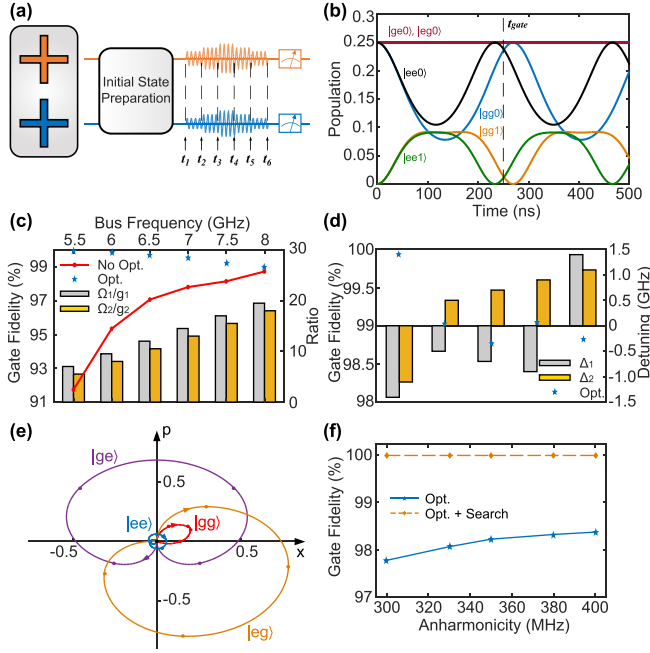 (a)
Initial State
Preparation
t1 t2 t3 t4 t5 t6
(b)
tgate
|ge0⟩, |eg0⟩
|ee0⟩
|gg0⟩
|gg1⟩
|ee1⟩
Population
0.25
0.2
0.15
0.1
0.05
0
0 100 200 300 400 500
Time (ns)
(c)
Bus Frequency (GHz)
5.5 6 6.5 7 7.5 8
Gate Fidelity (%)
99
97
95
93
91
No Opt.
Opt.
Ω1/g1
Ω2/g2
30
20
10
0
Ratio
(d)
Gate Fidelity (%)
100
99.5
99
98.5
98
Δ1
Δ2
Opt.
1.5
1.0
0.5
0
-0.5
-1
-1.5
Detuning (GHz)
(e)
p
x
|ge⟩
|ee⟩
|gg⟩
|eg⟩
0.5
-0.5
0.5
-0.5
(f)
Gate Fidelity (%)
100
99
98
97
Opt.
Opt. + Search
300 320 340 360 380 400
Anharmonicity (MHz)